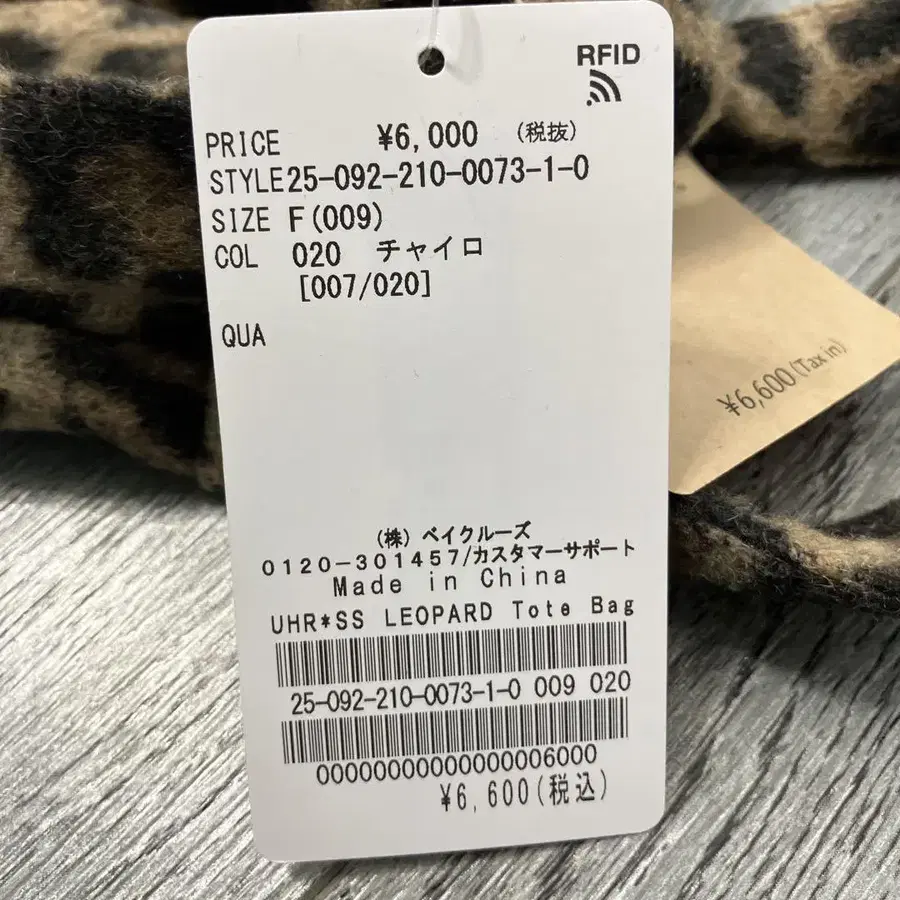 RFID
PRICE ¥6,000 (税抜)
STYLE 25-092-210-0073-1-0
SIZE F(009)
COL 020 チャイロ
[007/020]
QUA
(株) ベイクルーズ
0120-301457/カスタマーサポート
Made in China
UHR*SS LEOPARD Tote Bag
25-092-210-0073-1-0 009 020
00000000000000000006000
¥6,600(税込)
¥6,600(Tax in)